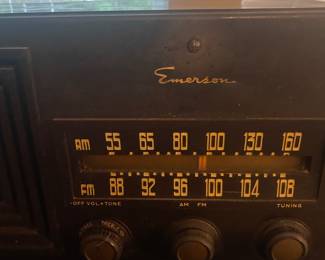 Emerson
AM 55 65 80 100 130 160
FM 88 92 96 100 104 108
OFF VOL • TONE AM FM TUNING